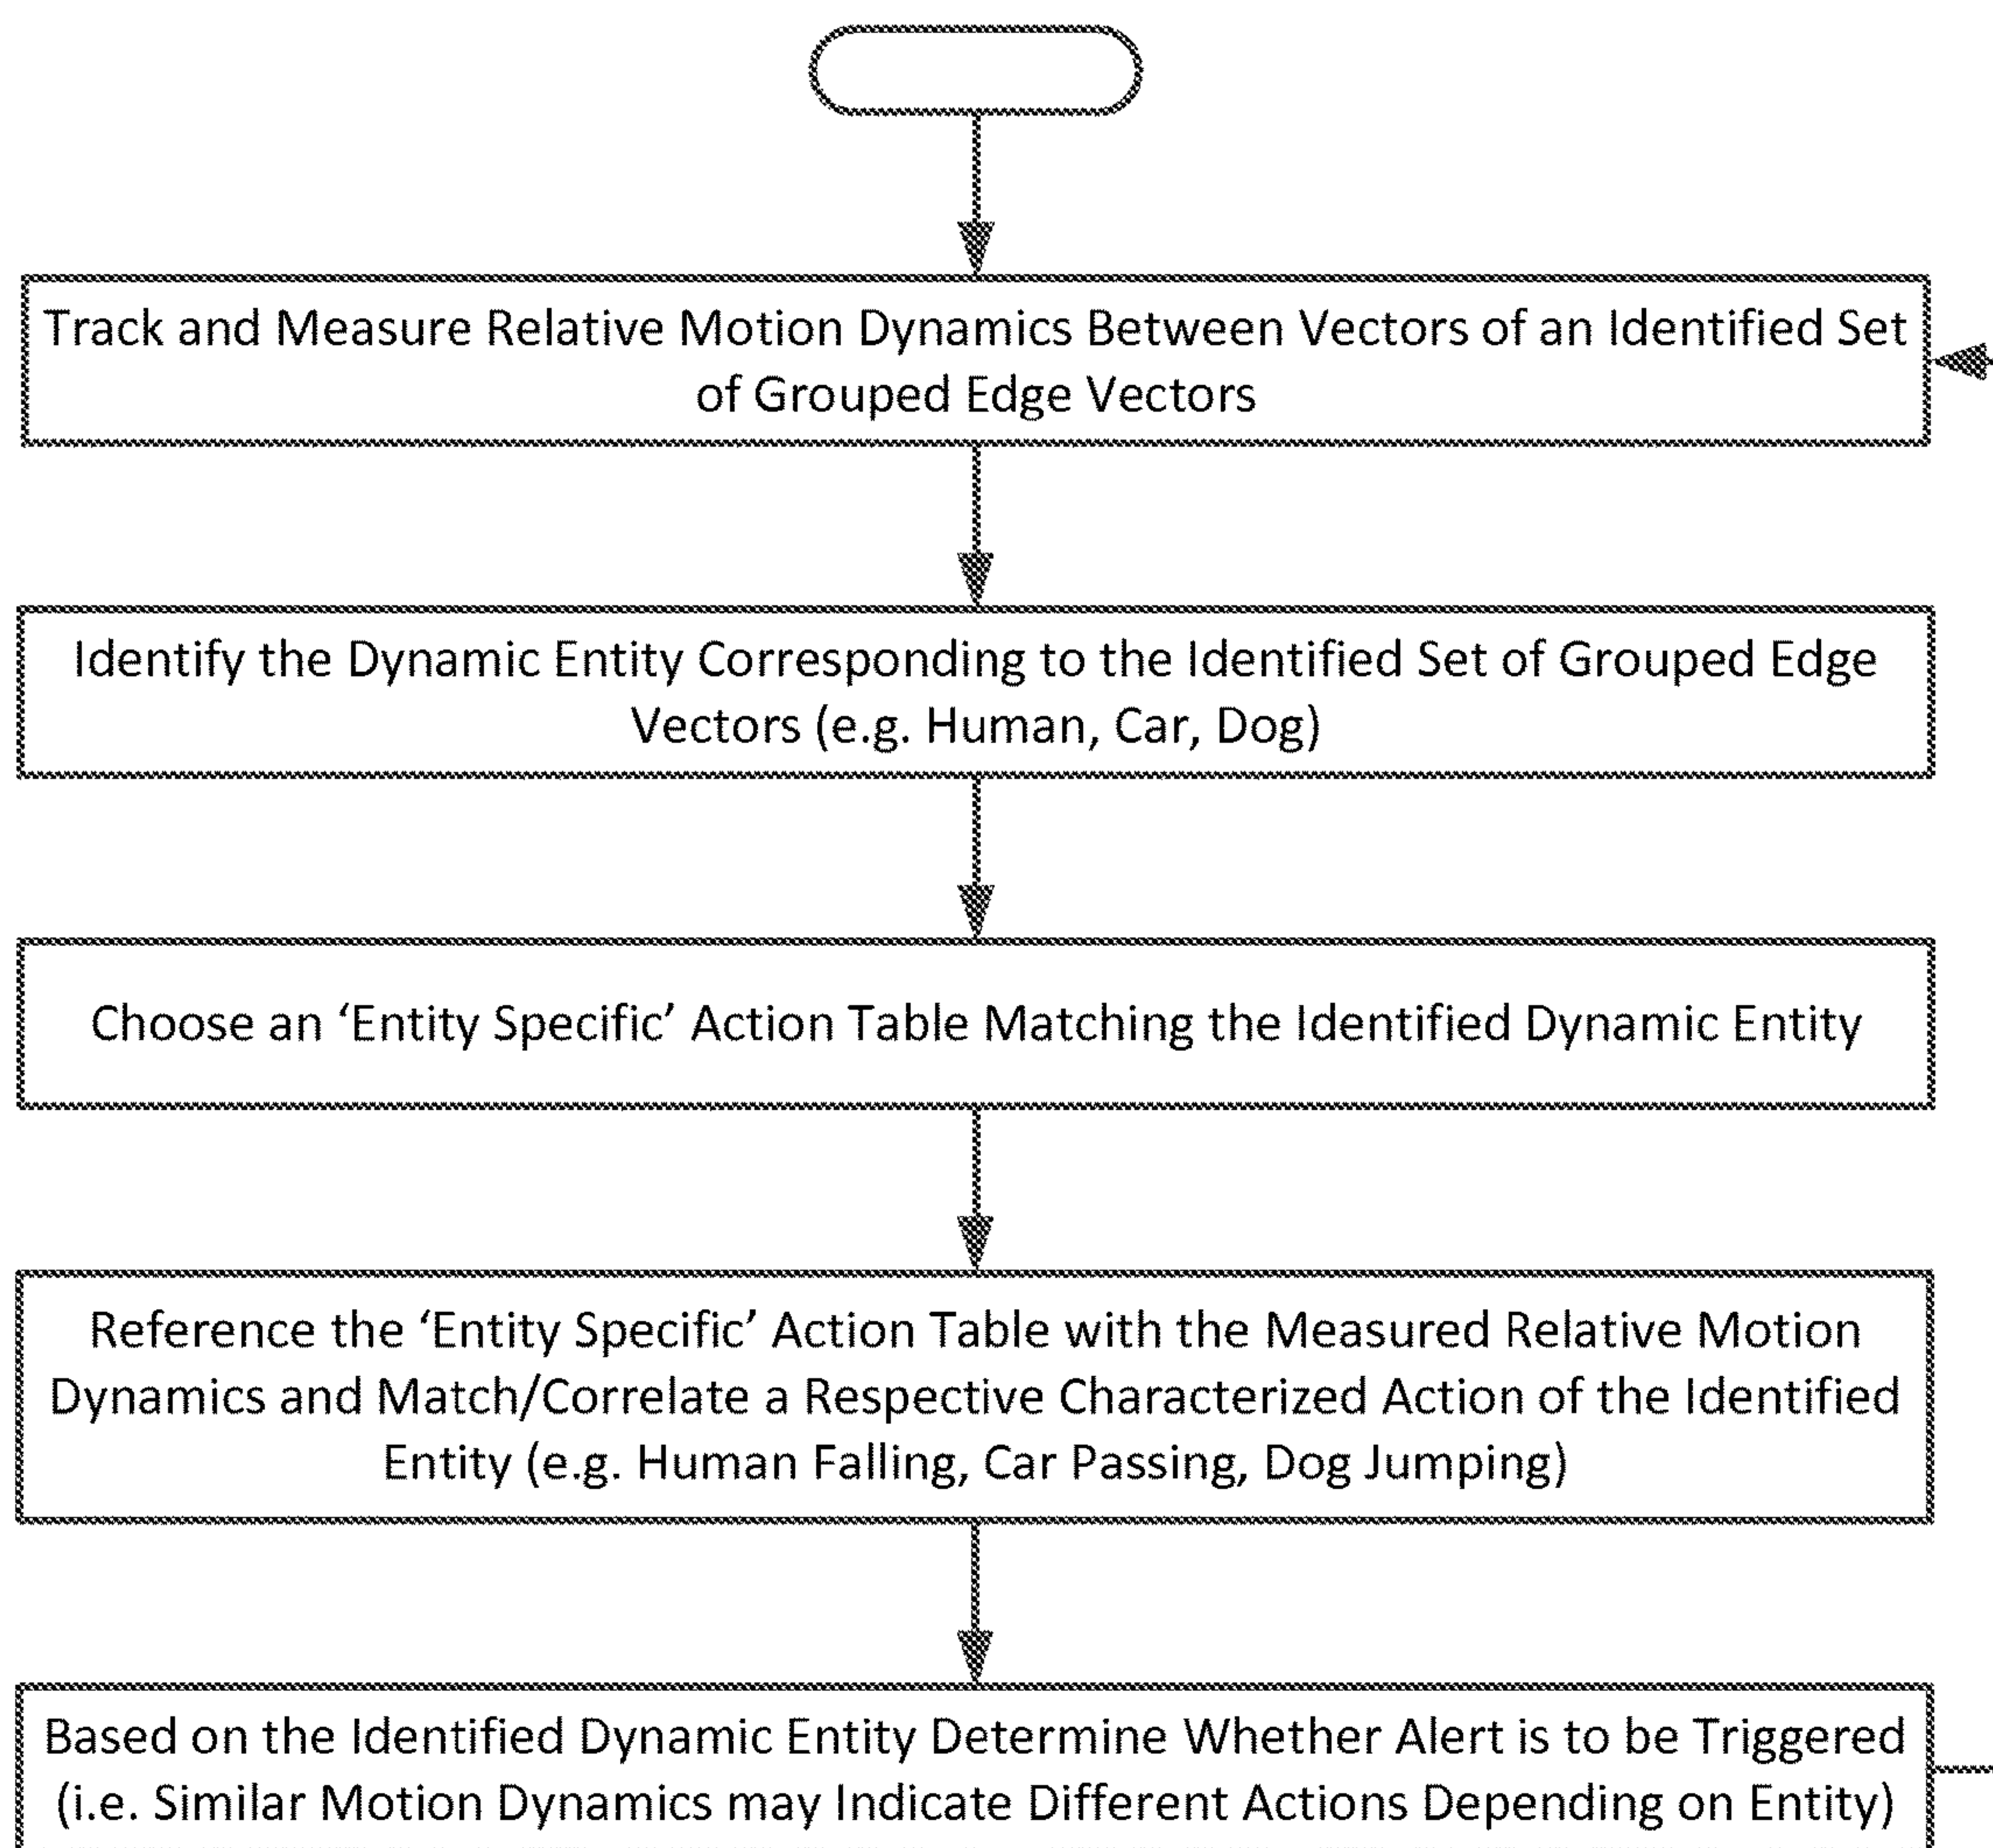 Track and Measure Relative Motion Dynamics Between Vectors of an Identified Set
of Grouped Edge Vectors
Identify the Dynamic Entity Corresponding to the Identified Set of Grouped Edge
Vectors (e.g. Human, Car, Dog)
Choose an ‘Entity Specific’ Action Table Matching the Identified Dynamic Entity
Reference the ‘Entity Specific’ Action Table with the Measured Relative Motion
Dynamics and Match/Correlate a Respective Characterized Action of the Identified
Entity (e.g. Human Falling, Car Passing, Dog Jumping)
Based on the Identified Dynamic Entity Determine Whether Alert is to be Triggered
(i.e. Similar Motion Dynamics may Indicate Different Actions Depending on Entity)